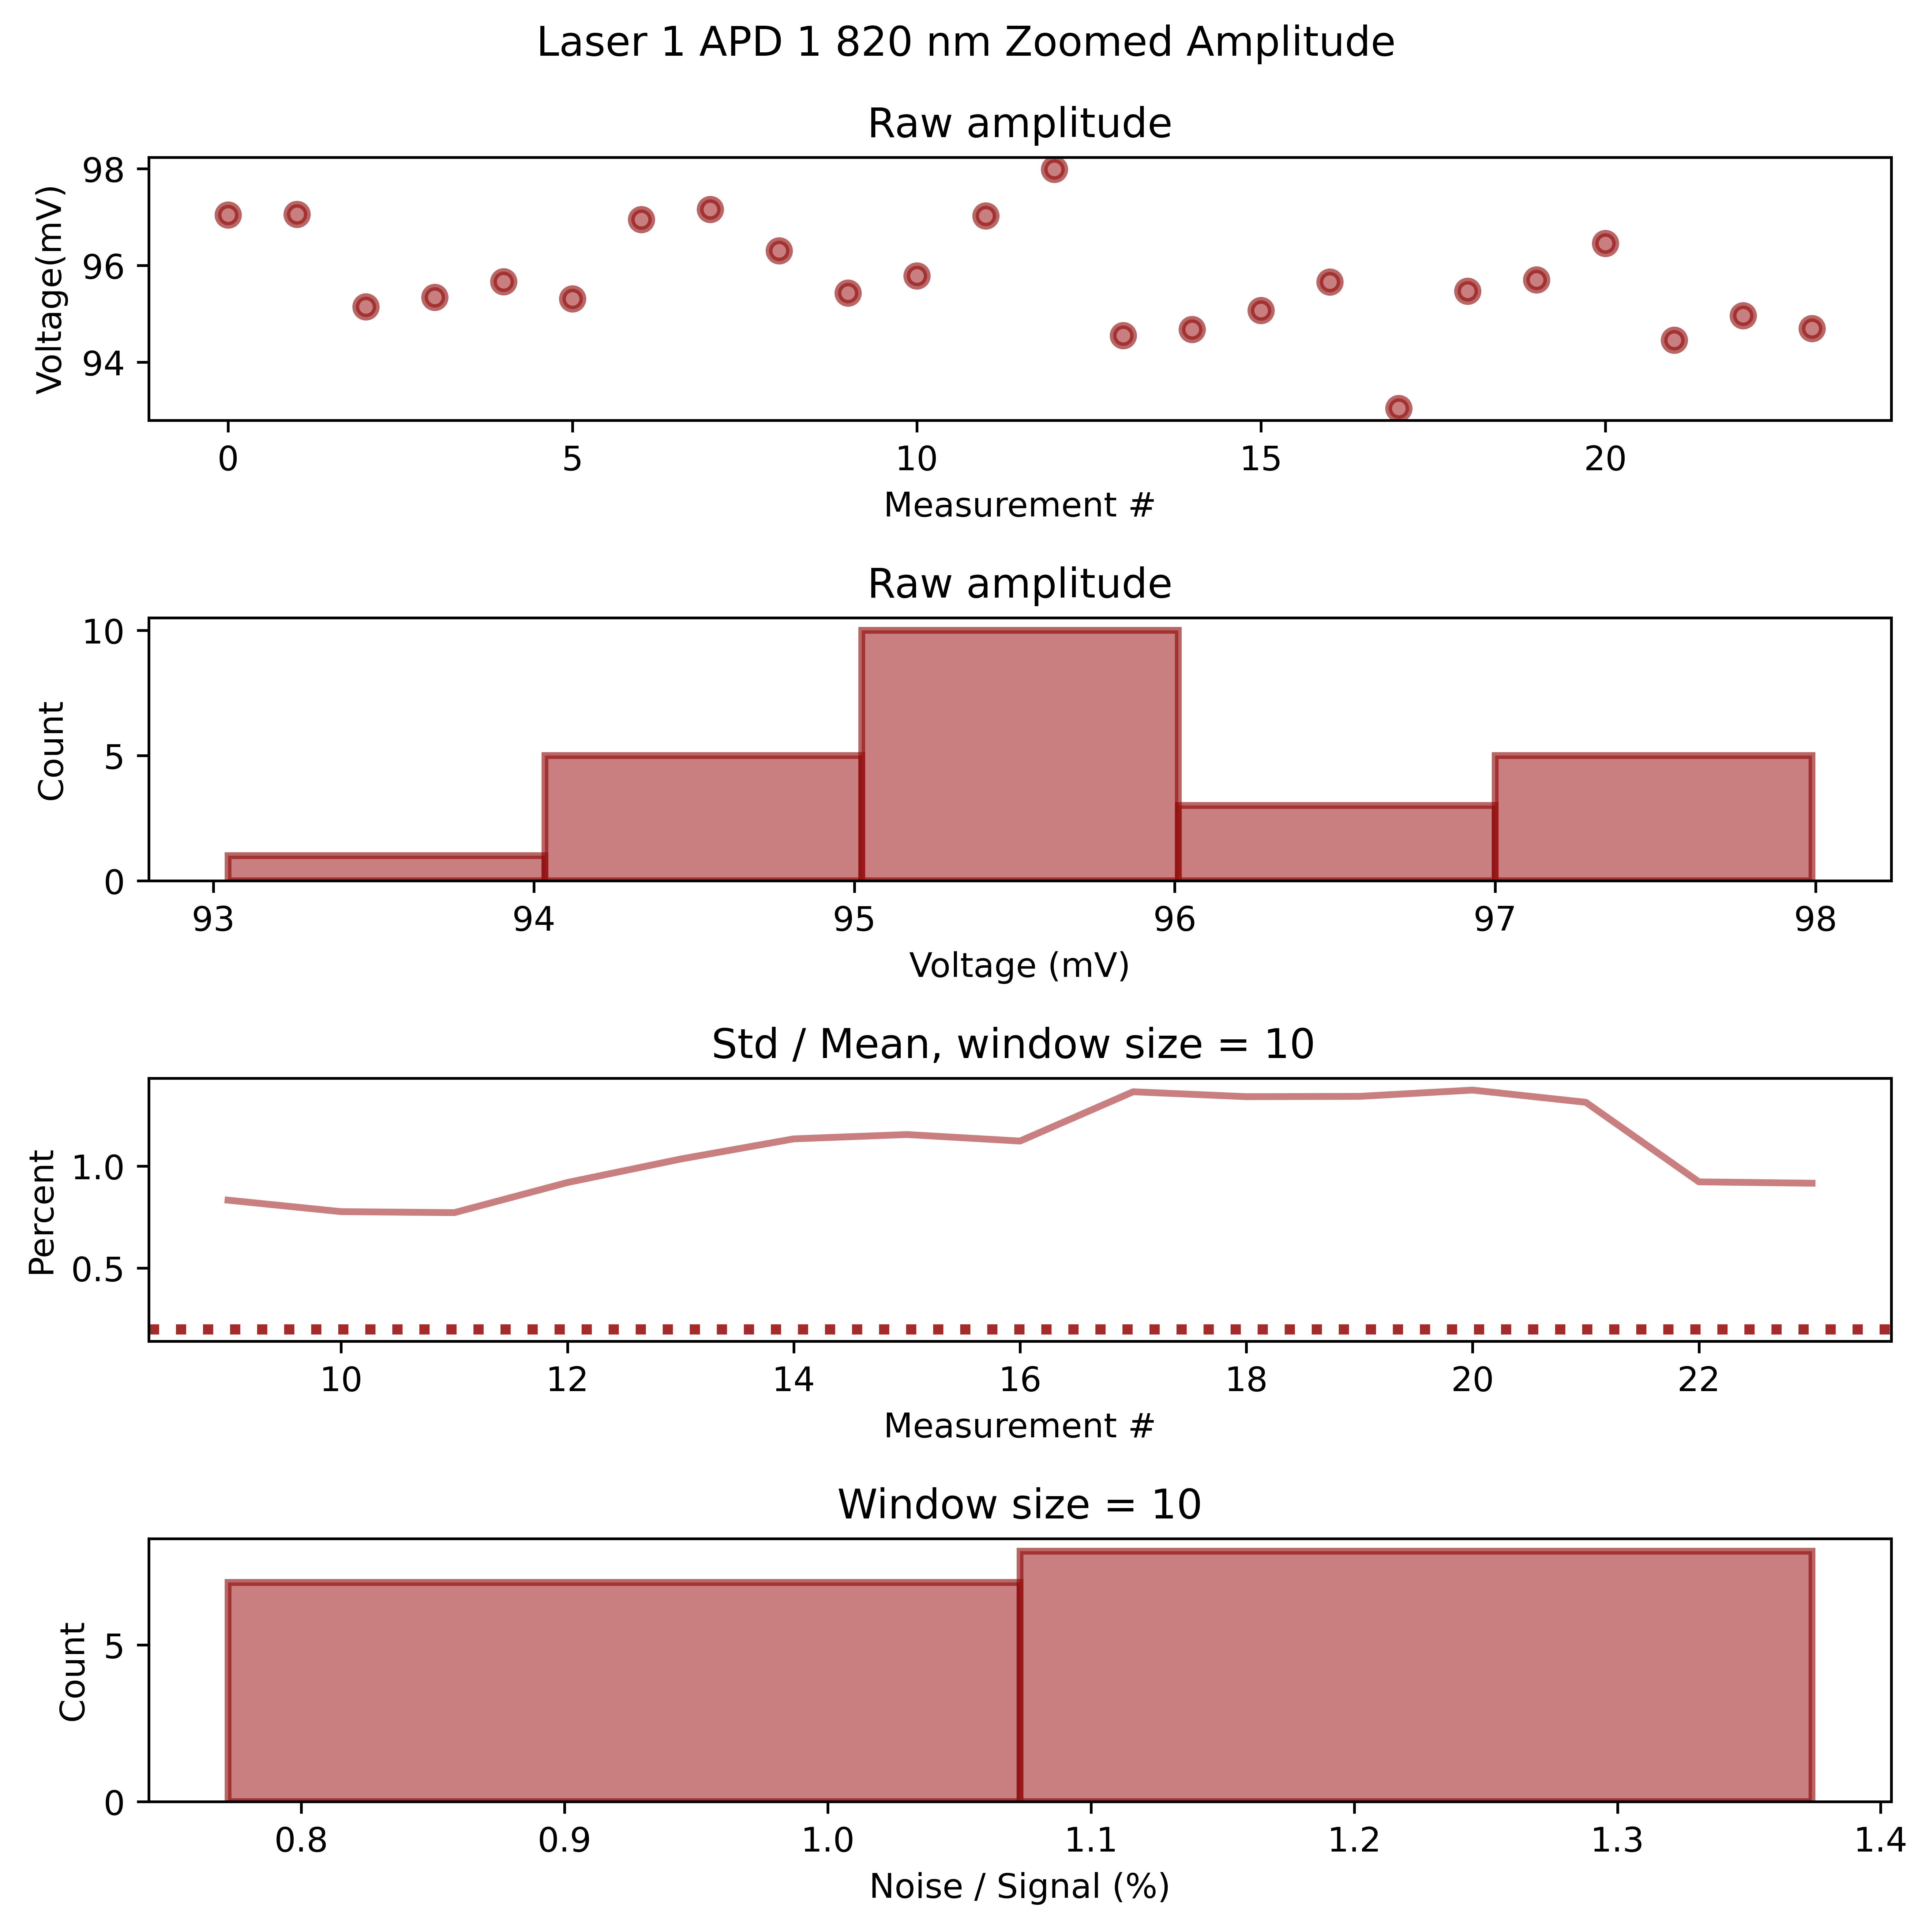 Laser 1 APD 1 820 nm Zoomed Amplitude
Raw amplitude
98
96
94
Voltage(mV)
0 5 10 15 20
Measurement #
Raw amplitude
10
5
0
Count
93 94 95 96 97 98
Voltage (mV)
Std / Mean, window size = 10
1.0
0.5
Percent
10 12 14 16 18 20 22
Measurement #
Window size = 10
5
0
Count
0.8 0.9 1.0 1.1 1.2 1.3 1.4
Noise / Signal (%)